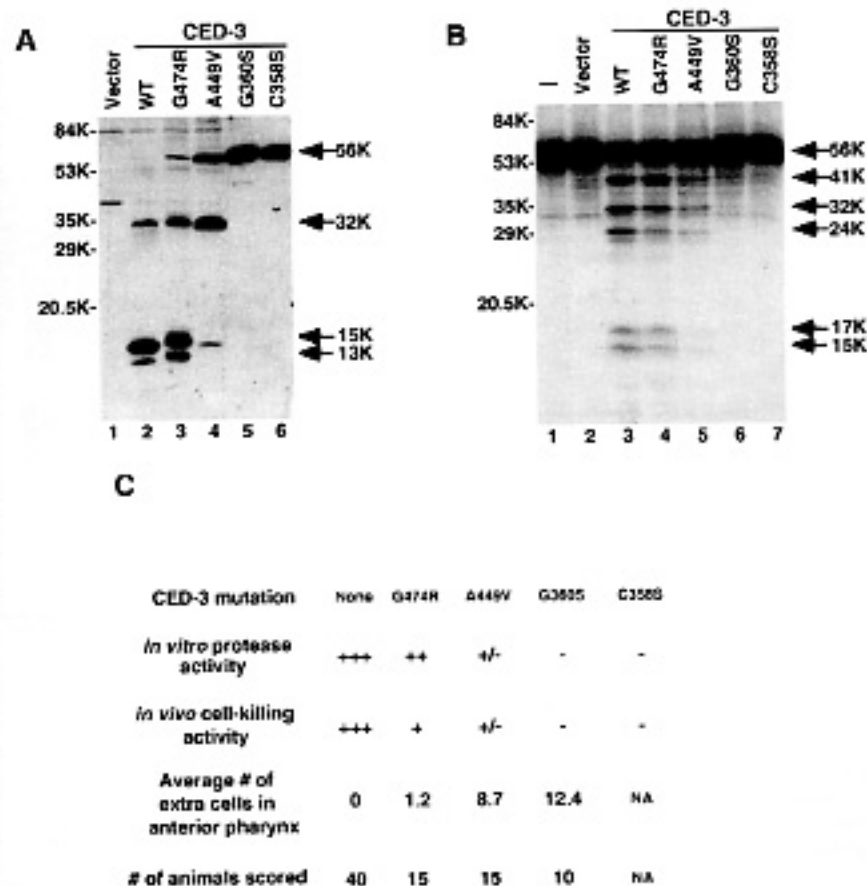 A
CED-3
Vector
WT
G474R
A449V
G360S
C358S
84K-
53K-
35K-
29K-
20.5K-
56K
32K
15K
13K
1 2 3 4 5 6
B
CED-3
—
Vector
WT
G474R
A449V
G360S
C358S
84K-
53K-
35K-
29K-
20.5K-
56K
41K
32K
24K
17K
15K
1 2 3 4 5 6 7
C
CED-3 mutation None G474R A449V G360S C358S
In vitro protease
activity
+++ ++ +/- - -
in vivo cell-killing
activity
+++ + +/- - -
Average # of
extra cells in
anterior pharynx
0 1.2 8.7 12.4 NA
# of animals scored 40 15 15 10 NA